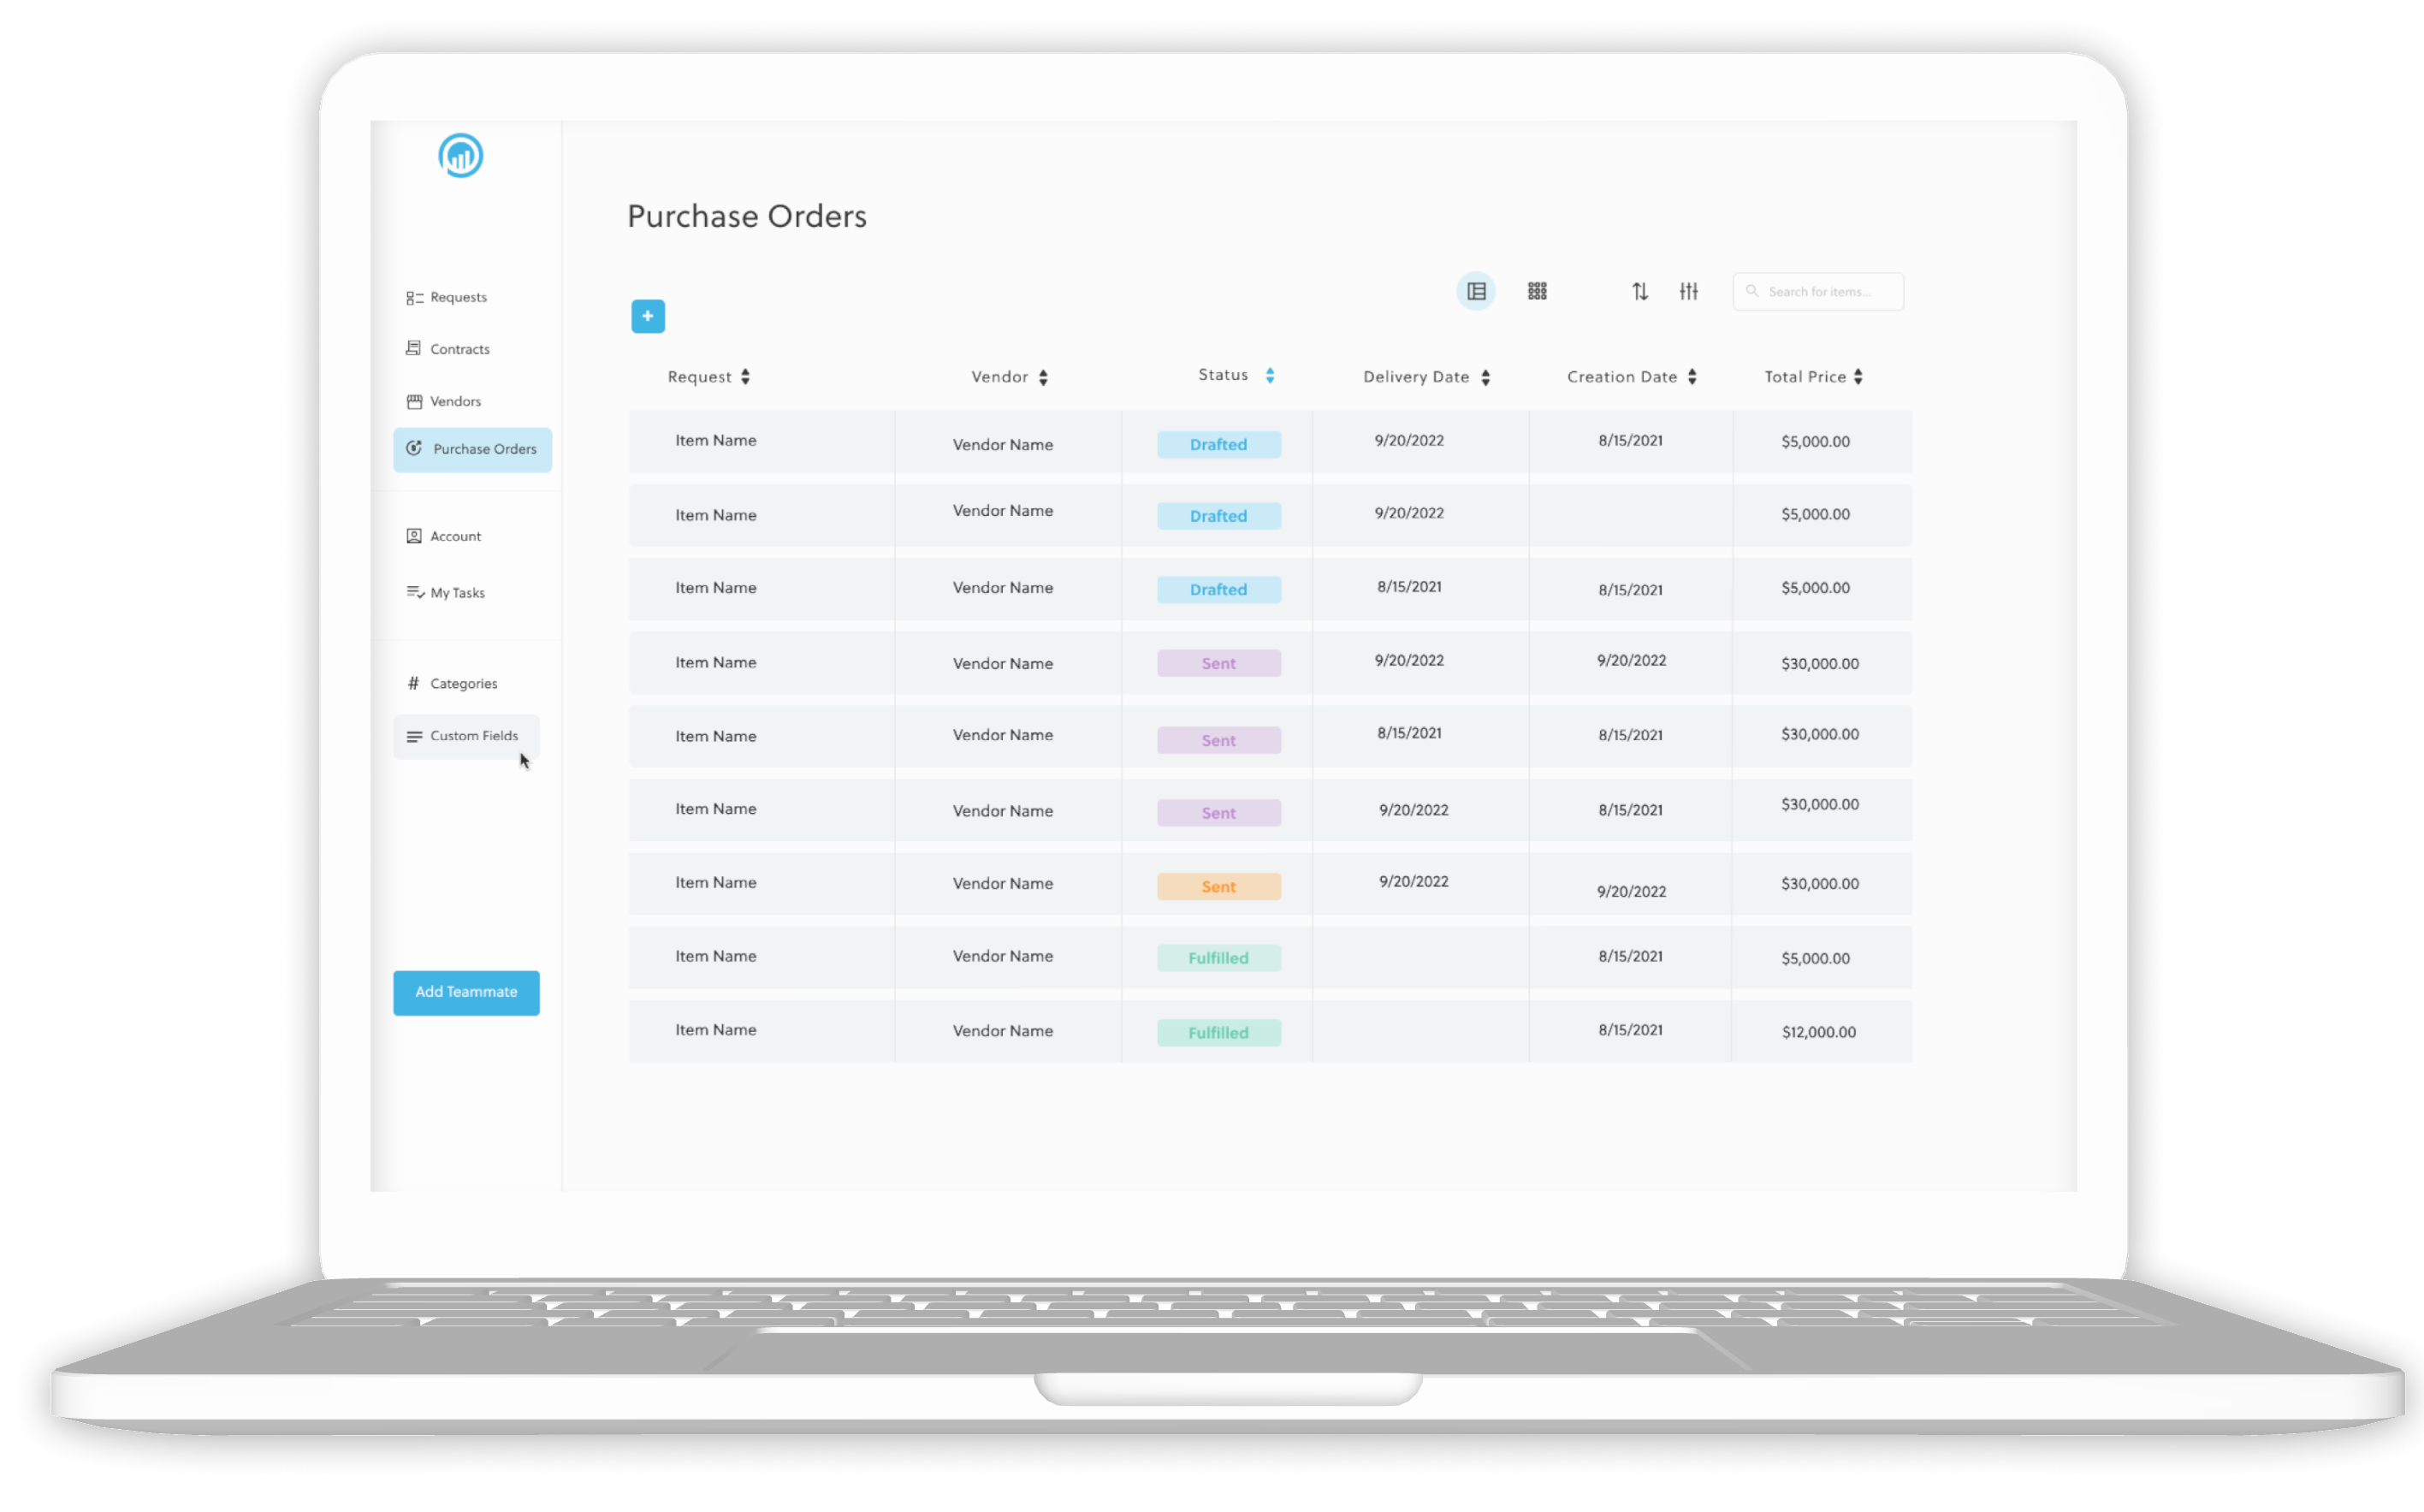 Purchase Orders
Requests
Contracts
Vendors
Purchase Orders
Account
My Tasks
# Categories
Custom Fields
Add Teammate
+
Search for items...
Request Vendor Status Delivery Date Creation Date Total Price
Item Name Vendor Name Drafted 9/20/2022 8/15/2021 $5,000.00
Item Name Vendor Name Drafted 9/20/2022 $5,000.00
Item Name Vendor Name Drafted 8/15/2021 8/15/2021 $5,000.00
Item Name Vendor Name Sent 9/20/2022 9/20/2022 $30,000.00
Item Name Vendor Name Sent 8/15/2021 8/15/2021 $30,000.00
Item Name Vendor Name Sent 9/20/2022 8/15/2021 $30,000.00
Item Name Vendor Name Sent 9/20/2022 9/20/2022 $30,000.00
Item Name Vendor Name Fulfilled 8/15/2021 $5,000.00
Item Name Vendor Name Fulfilled 8/15/2021 $12,000.00